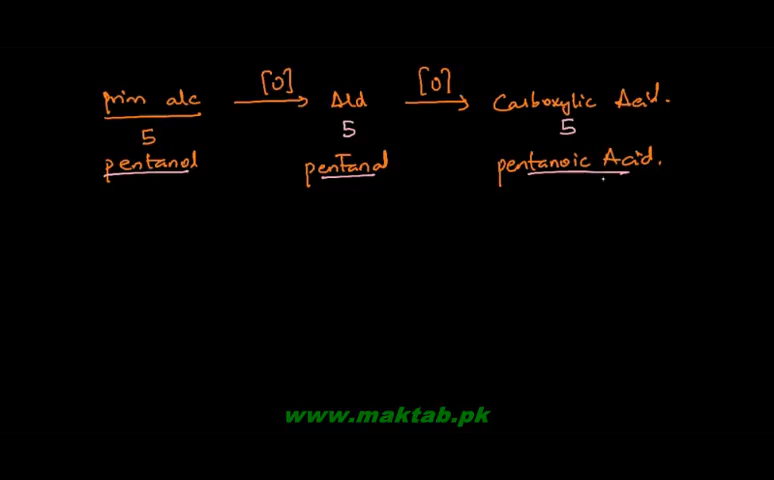 [O] [O]
prim alc → Ald → Carboxylic Acid.
5 5 5
pentanol pentanal pentanoic Acid.
www.maktab.pk